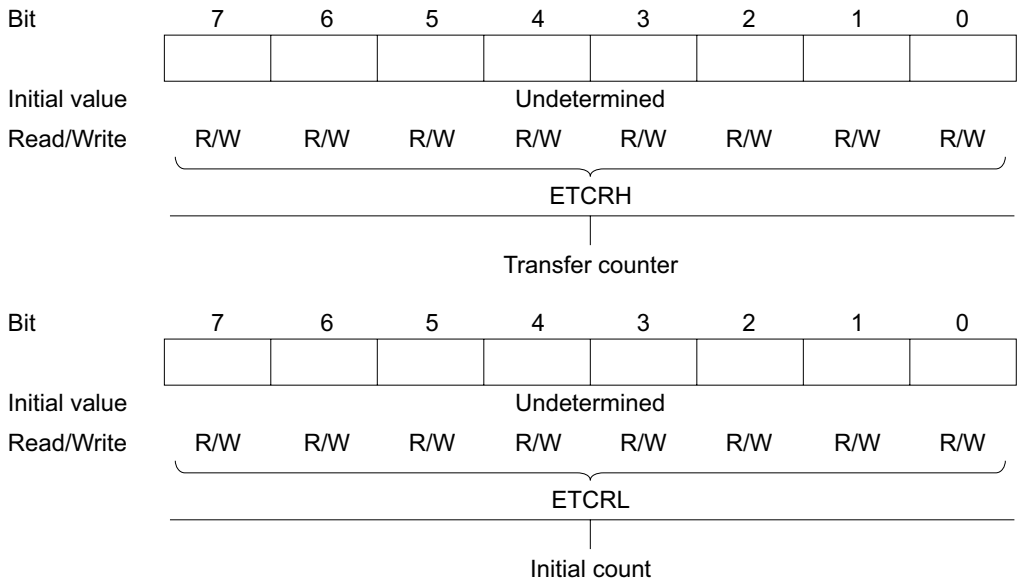 Bit 7 6 5 4 3 2 1 0
Initial value Undetermined
Read/Write R/W R/W R/W R/W R/W R/W R/W R/W
ETCRH
Transfer counter
Bit 7 6 5 4 3 2 1 0
Initial value Undetermined
Read/Write R/W R/W R/W R/W R/W R/W R/W R/W
ETCRL
Initial count